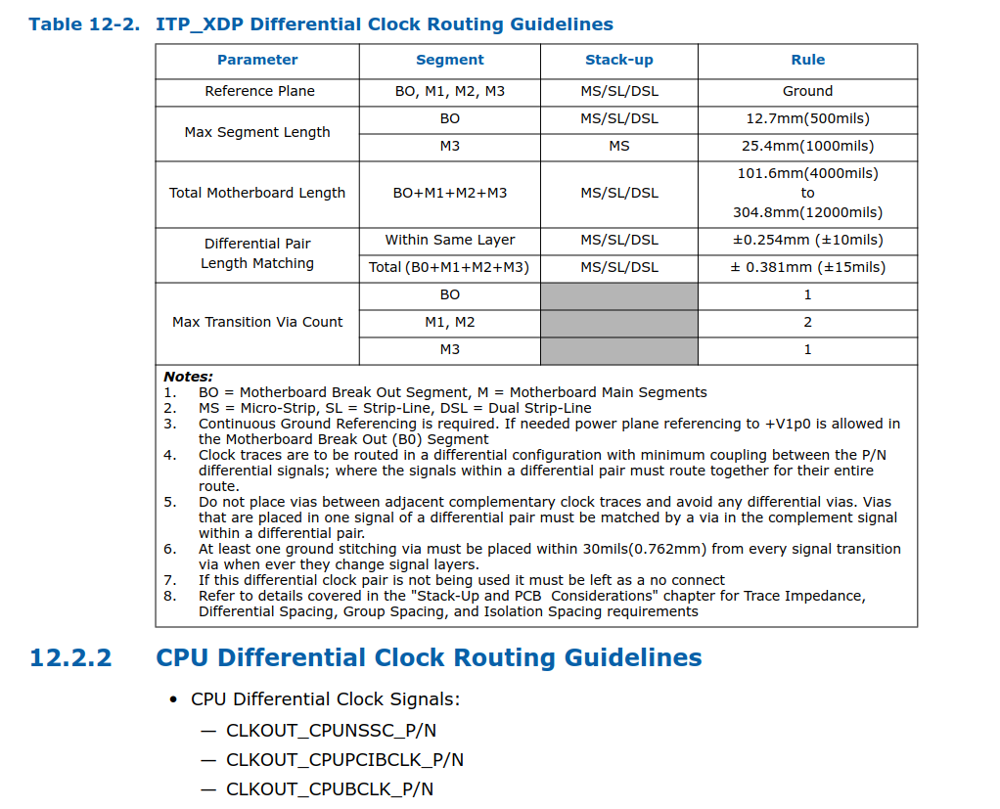 Table 12-2. ITP_XDP Differential Clock Routing Guidelines
Parameter Segment Stack-up Rule
Reference Plane BO, M1, M2, M3 MS/SL/DSL Ground
Max Segment Length BO MS/SL/DSL 12.7mm(500mils)
M3 MS 25.4mm(1000mils)
Total Motherboard Length BO+M1+M2+M3 MS/SL/DSL 101.6mm(4000mils)
to
304.8mm(12000mils)
Differential Pair
Length Matching
Within Same Layer MS/SL/DSL ±0.254mm (±10mils)
Total (B0+M1+M2+M3) MS/SL/DSL ± 0.381mm (±15mils)
Max Transition Via Count BO 1
M1, M2 2
M3 1
Notes:
1. BO = Motherboard Break Out Segment, M = Motherboard Main Segments
2. MS = Micro-Strip, SL = Strip-Line, DSL = Dual Strip-Line
3. Continuous Ground Referencing is required. If needed power plane referencing to +V1p0 is allowed in
the Motherboard Break Out (B0) Segment
4. Clock traces are to be routed in a differential configuration with minimum coupling between the P/N
differential signals; where the signals within a differential pair must route together for their entire
route.
5. Do not place vias between adjacent complementary clock traces and avoid any differential vias. Vias
that are placed in one signal of a differential pair must be matched by a via in the complement signal
within a differential pair.
6. At least one ground stitching via must be placed within 30mils(0.762mm) from every signal transition
via when ever they change signal layers.
7. If this differential clock pair is not being used it must be left as a no connect
8. Refer to details covered in the "Stack-Up and PCB Considerations" chapter for Trace Impedance,
Differential Spacing, Group Spacing, and Isolation Spacing requirements
12.2.2 CPU Differential Clock Routing Guidelines
• CPU Differential Clock Signals:
— CLKOUT_CPUNSSC_P/N
— CLKOUT_CPUPCIBCLK_P/N
— CLKOUT_CPUBCLK_P/N